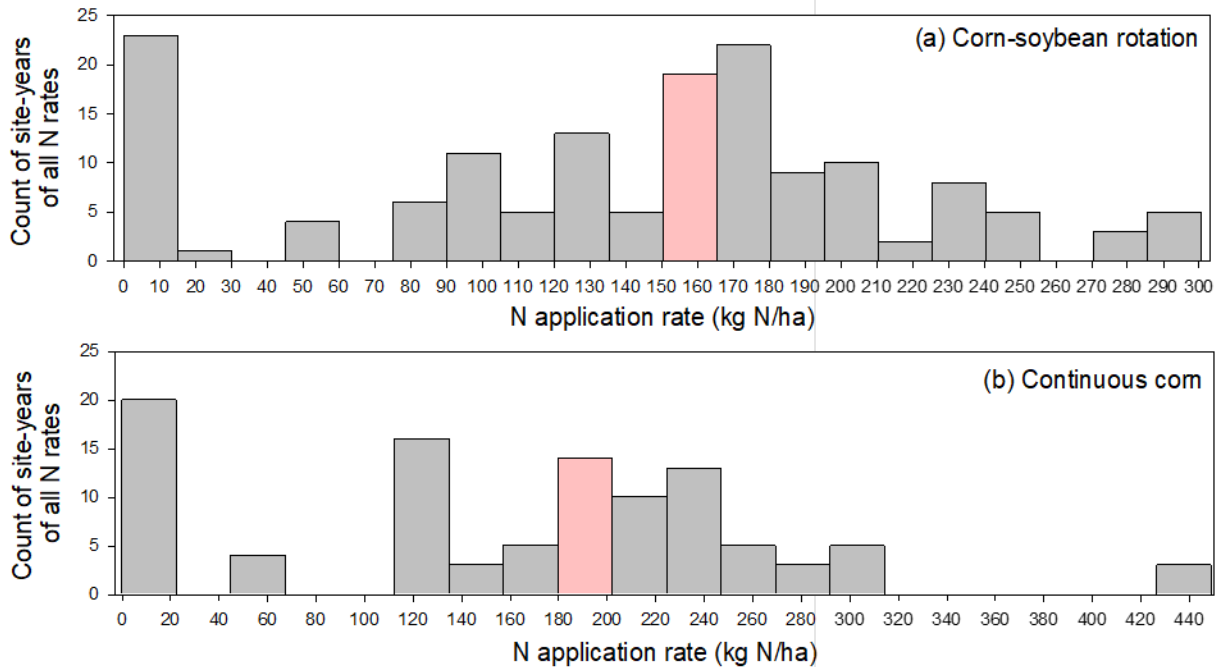 25
(a) Corn-soybean rotation
20
15
10
5
0
Count of site-years
of all N rates
0 10 20 30 40 50 60 70 80 90 100 110 120 130 140 150 160 170 180 190 200 210 220 230 240 250 260 270 280 290 300
N application rate (kg N/ha)
25
(b) Continuous corn
20
15
10
5
0
Count of site-years
of all N rates
0 20 40 60 80 100 120 140 160 180 200 220 240 260 280 300 320 340 360 380 400 420 440
N application rate (kg N/ha)